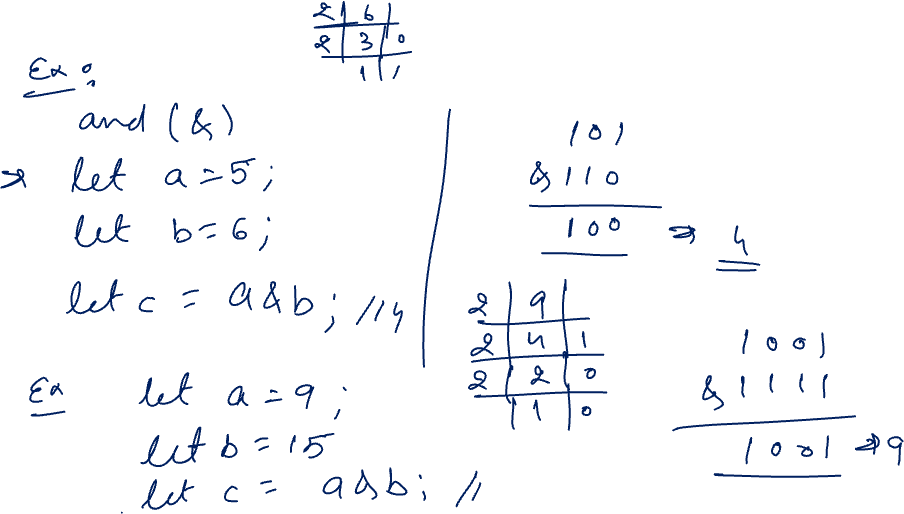 2 | 6 |
2 | 3 | 0
1 | 1
Ex :
and (&)
→ let a = 5;
let b = 6;
let c = a & b; // 4
101
& 110
100 ⇒ 4
2 | 9 |
2 | 4 | 1
2 | 2 | 0
| 1 | 0
1001
& 1111
1001 ⇒ 9
Ex let a = 9;
let b = 15
let c = a & b; //